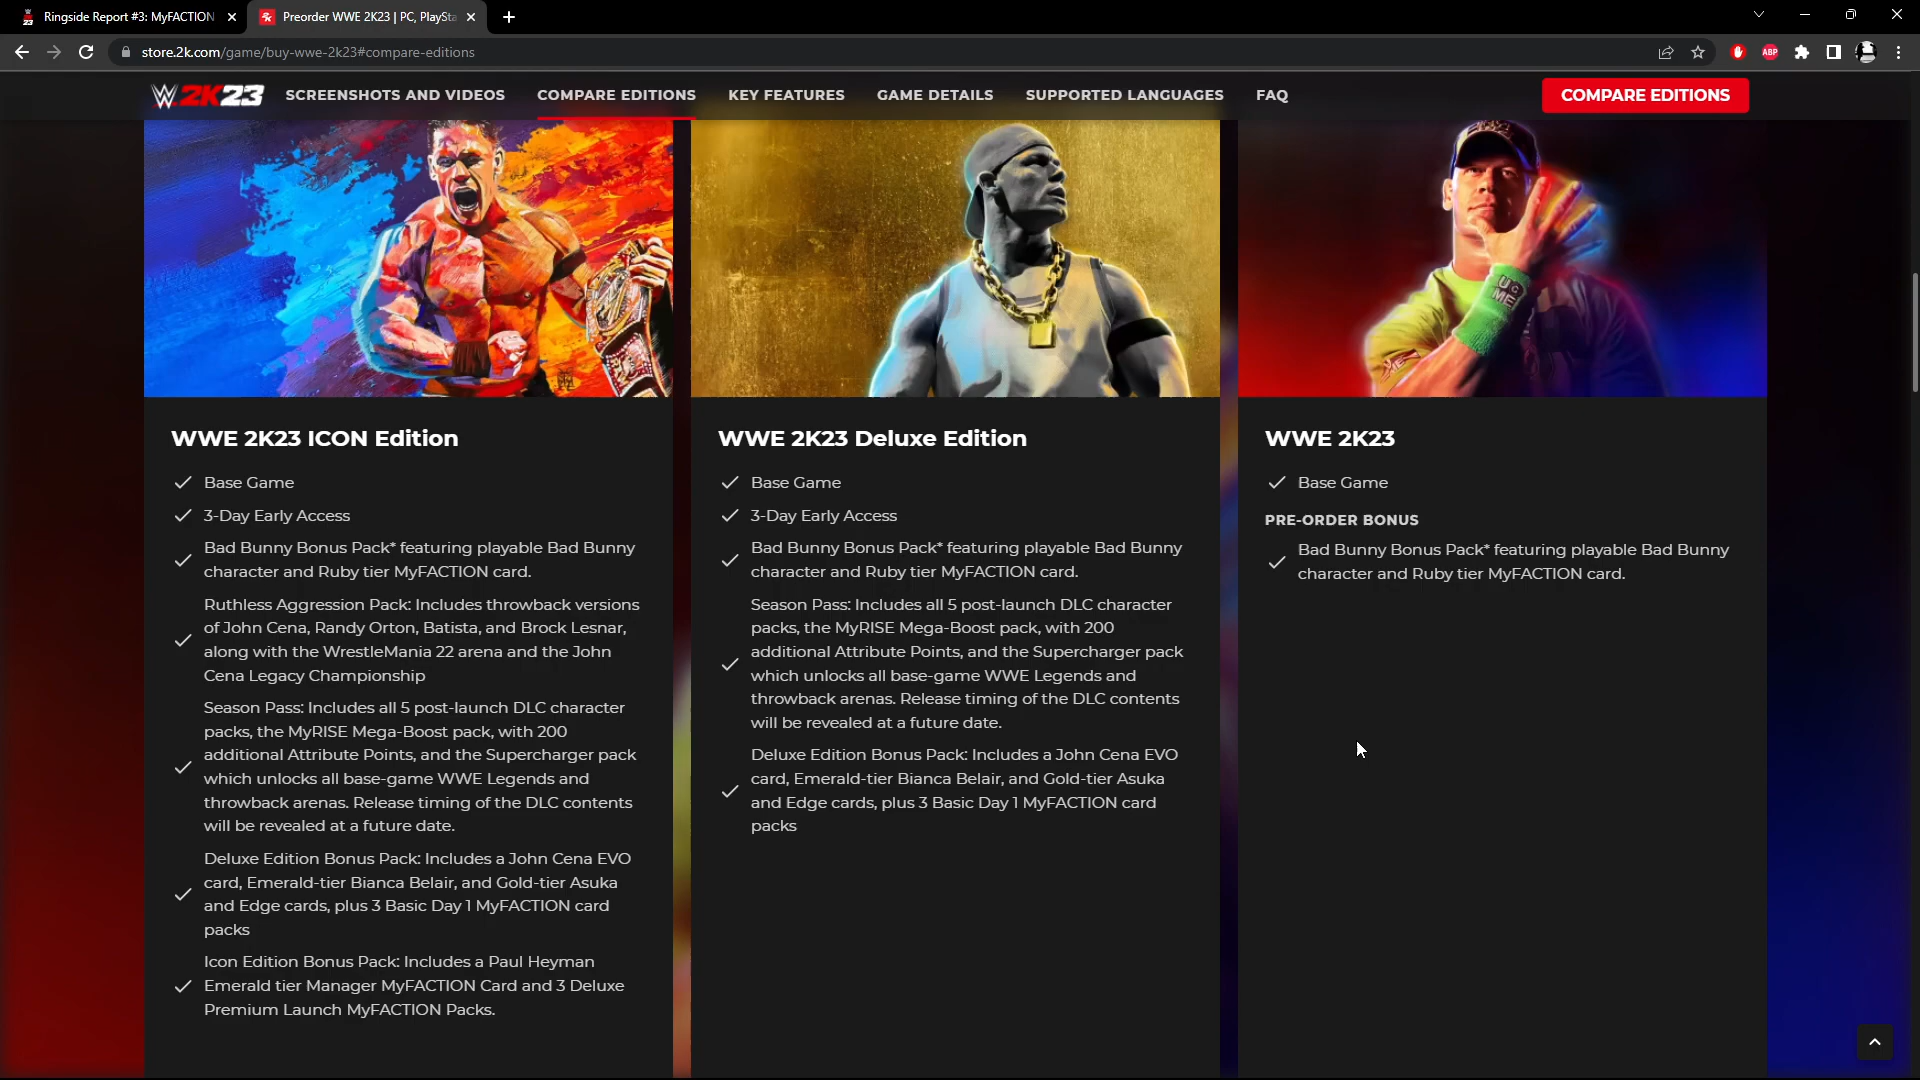 Ringside Report #3: MyFACTION
Preorder WWE 2K23 | PC, PlaySta
store.2k.com/game/buy-wwe-2k23#compare-editions
ABP
W 2K23
SCREENSHOTS AND VIDEOS
COMPARE EDITIONS
KEY FEATURES
GAME DETAILS
SUPPORTED LANGUAGES
FAQ
COMPARE EDITIONS
U C
ME
WWE 2K23 ICON Edition
Base Game
3-Day Early Access
Bad Bunny Bonus Pack* featuring playable Bad Bunny
character and Ruby tier MyFACTION card.
Ruthless Aggression Pack: Includes throwback versions
of John Cena, Randy Orton, Batista, and Brock Lesnar,
along with the WrestleMania 22 arena and the John
Cena Legacy Championship
Season Pass: Includes all 5 post-launch DLC character
packs, the MyRISE Mega-Boost pack, with 200
additional Attribute Points, and the Supercharger pack
which unlocks all base-game WWE Legends and
throwback arenas. Release timing of the DLC contents
will be revealed at a future date.
Deluxe Edition Bonus Pack: Includes a John Cena EVO
card, Emerald-tier Bianca Belair, and Gold-tier Asuka
and Edge cards, plus 3 Basic Day 1 MyFACTION card
packs
Icon Edition Bonus Pack: Includes a Paul Heyman
Emerald tier Manager MyFACTION Card and 3 Deluxe
Premium Launch MyFACTION Packs.
WWE 2K23 Deluxe Edition
Base Game
3-Day Early Access
Bad Bunny Bonus Pack* featuring playable Bad Bunny
character and Ruby tier MyFACTION card.
Season Pass: Includes all 5 post-launch DLC character
packs, the MyRISE Mega-Boost pack, with 200
additional Attribute Points, and the Supercharger pack
which unlocks all base-game WWE Legends and
throwback arenas. Release timing of the DLC contents
will be revealed at a future date.
Deluxe Edition Bonus Pack: Includes a John Cena EVO
card, Emerald-tier Bianca Belair, and Gold-tier Asuka
and Edge cards, plus 3 Basic Day 1 MyFACTION card
packs
WWE 2K23
Base Game
PRE-ORDER BONUS
Bad Bunny Bonus Pack* featuring playable Bad Bunny
character and Ruby tier MyFACTION card.